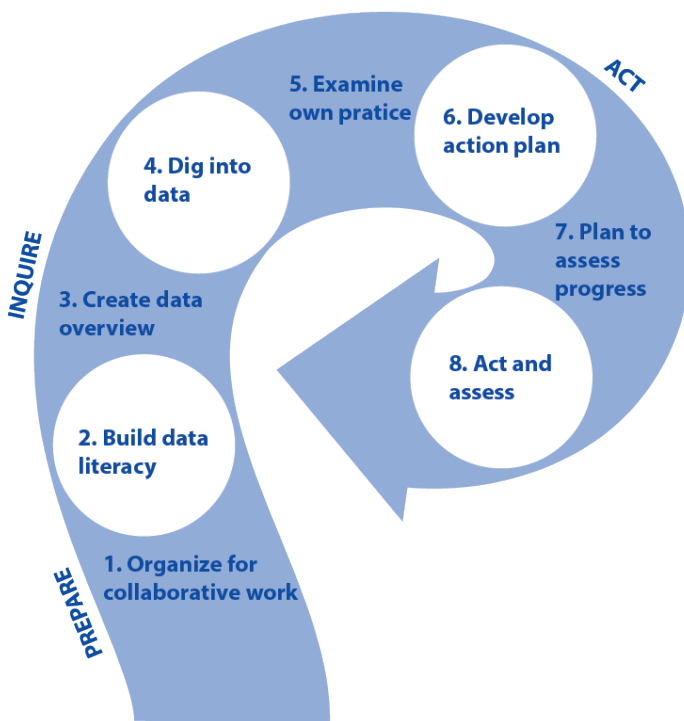 PREPARE
1. Organize for
collaborative work
2. Build data
literacy
INQUIRE
3. Create data
overview
4. Dig into
data
5. Examine
own pratice
ACT
6. Develop
action plan
7. Plan to
assess
progress
8. Act and
assess